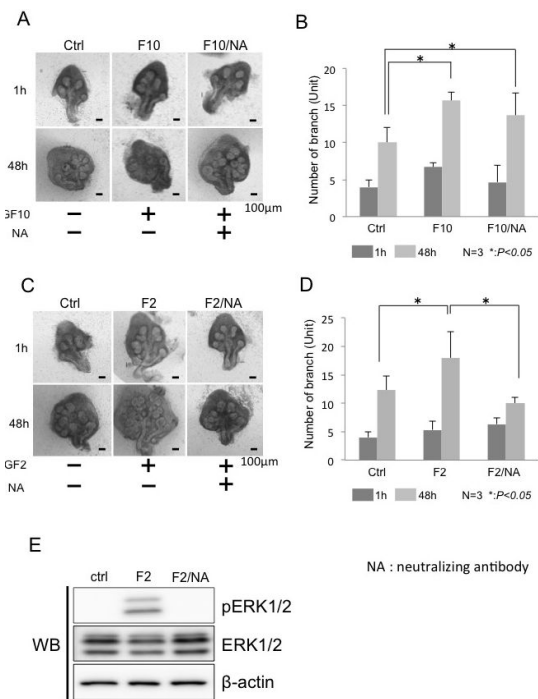 A
Ctrl F10 F10/NA
1h
48h
GF10 − + +
NA − − +
100μm
B
Number of branch (Unit)
20
15
10
5
0
* *
Ctrl F10 F10/NA
1h 48h N=3 *:P<0.05
C
Ctrl F2 F2/NA
1h
48h
GF2 − + +
NA − − +
100μm
D
Number of branch (Unit)
25
20
15
10
5
0
* *
Ctrl F2 F2/NA
1h 48h N=3 *:P<0.05
E
ctrl F2 F2/NA
WB
pERK1/2
ERK1/2
β-actin
NA : neutralizing antibody